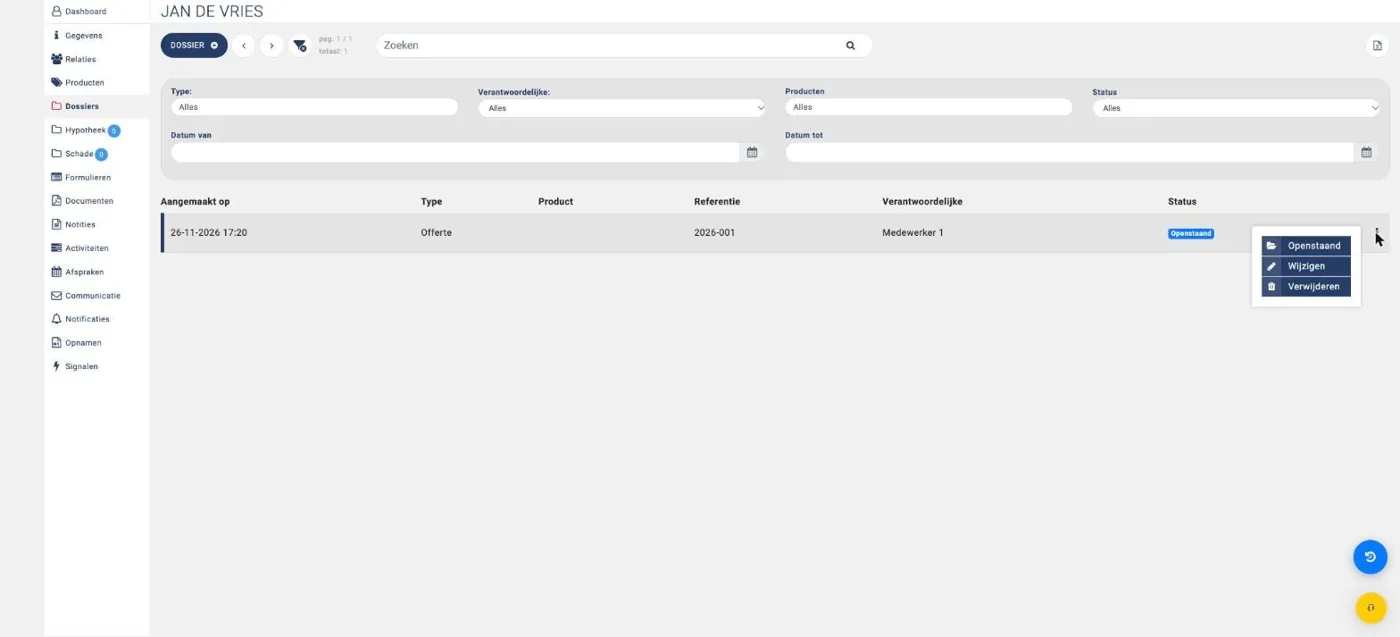 JAN DE VRIES
Dashboard
Gegevens
Relaties
Producten
Dossiers
Hypotheek 0
Schade 0
Formulieren
Documenten
Notities
Activiteiten
Afspraken
Communicatie
Notificaties
Opnamen
Signalen
DOSSIER
pag. 1 / 1
totaal: 1
Zoeken
Type: Verantwoordelijke: Producten Status
Alles Alles Alles Alles
Datum van Datum tot
Aangemaakt op Type Product Referentie Verantwoordelijke Status
26-11-2026 17:20 Offerte 2026-001 Medewerker 1 Openstaand
Openstaand
Wijzigen
Verwijderen